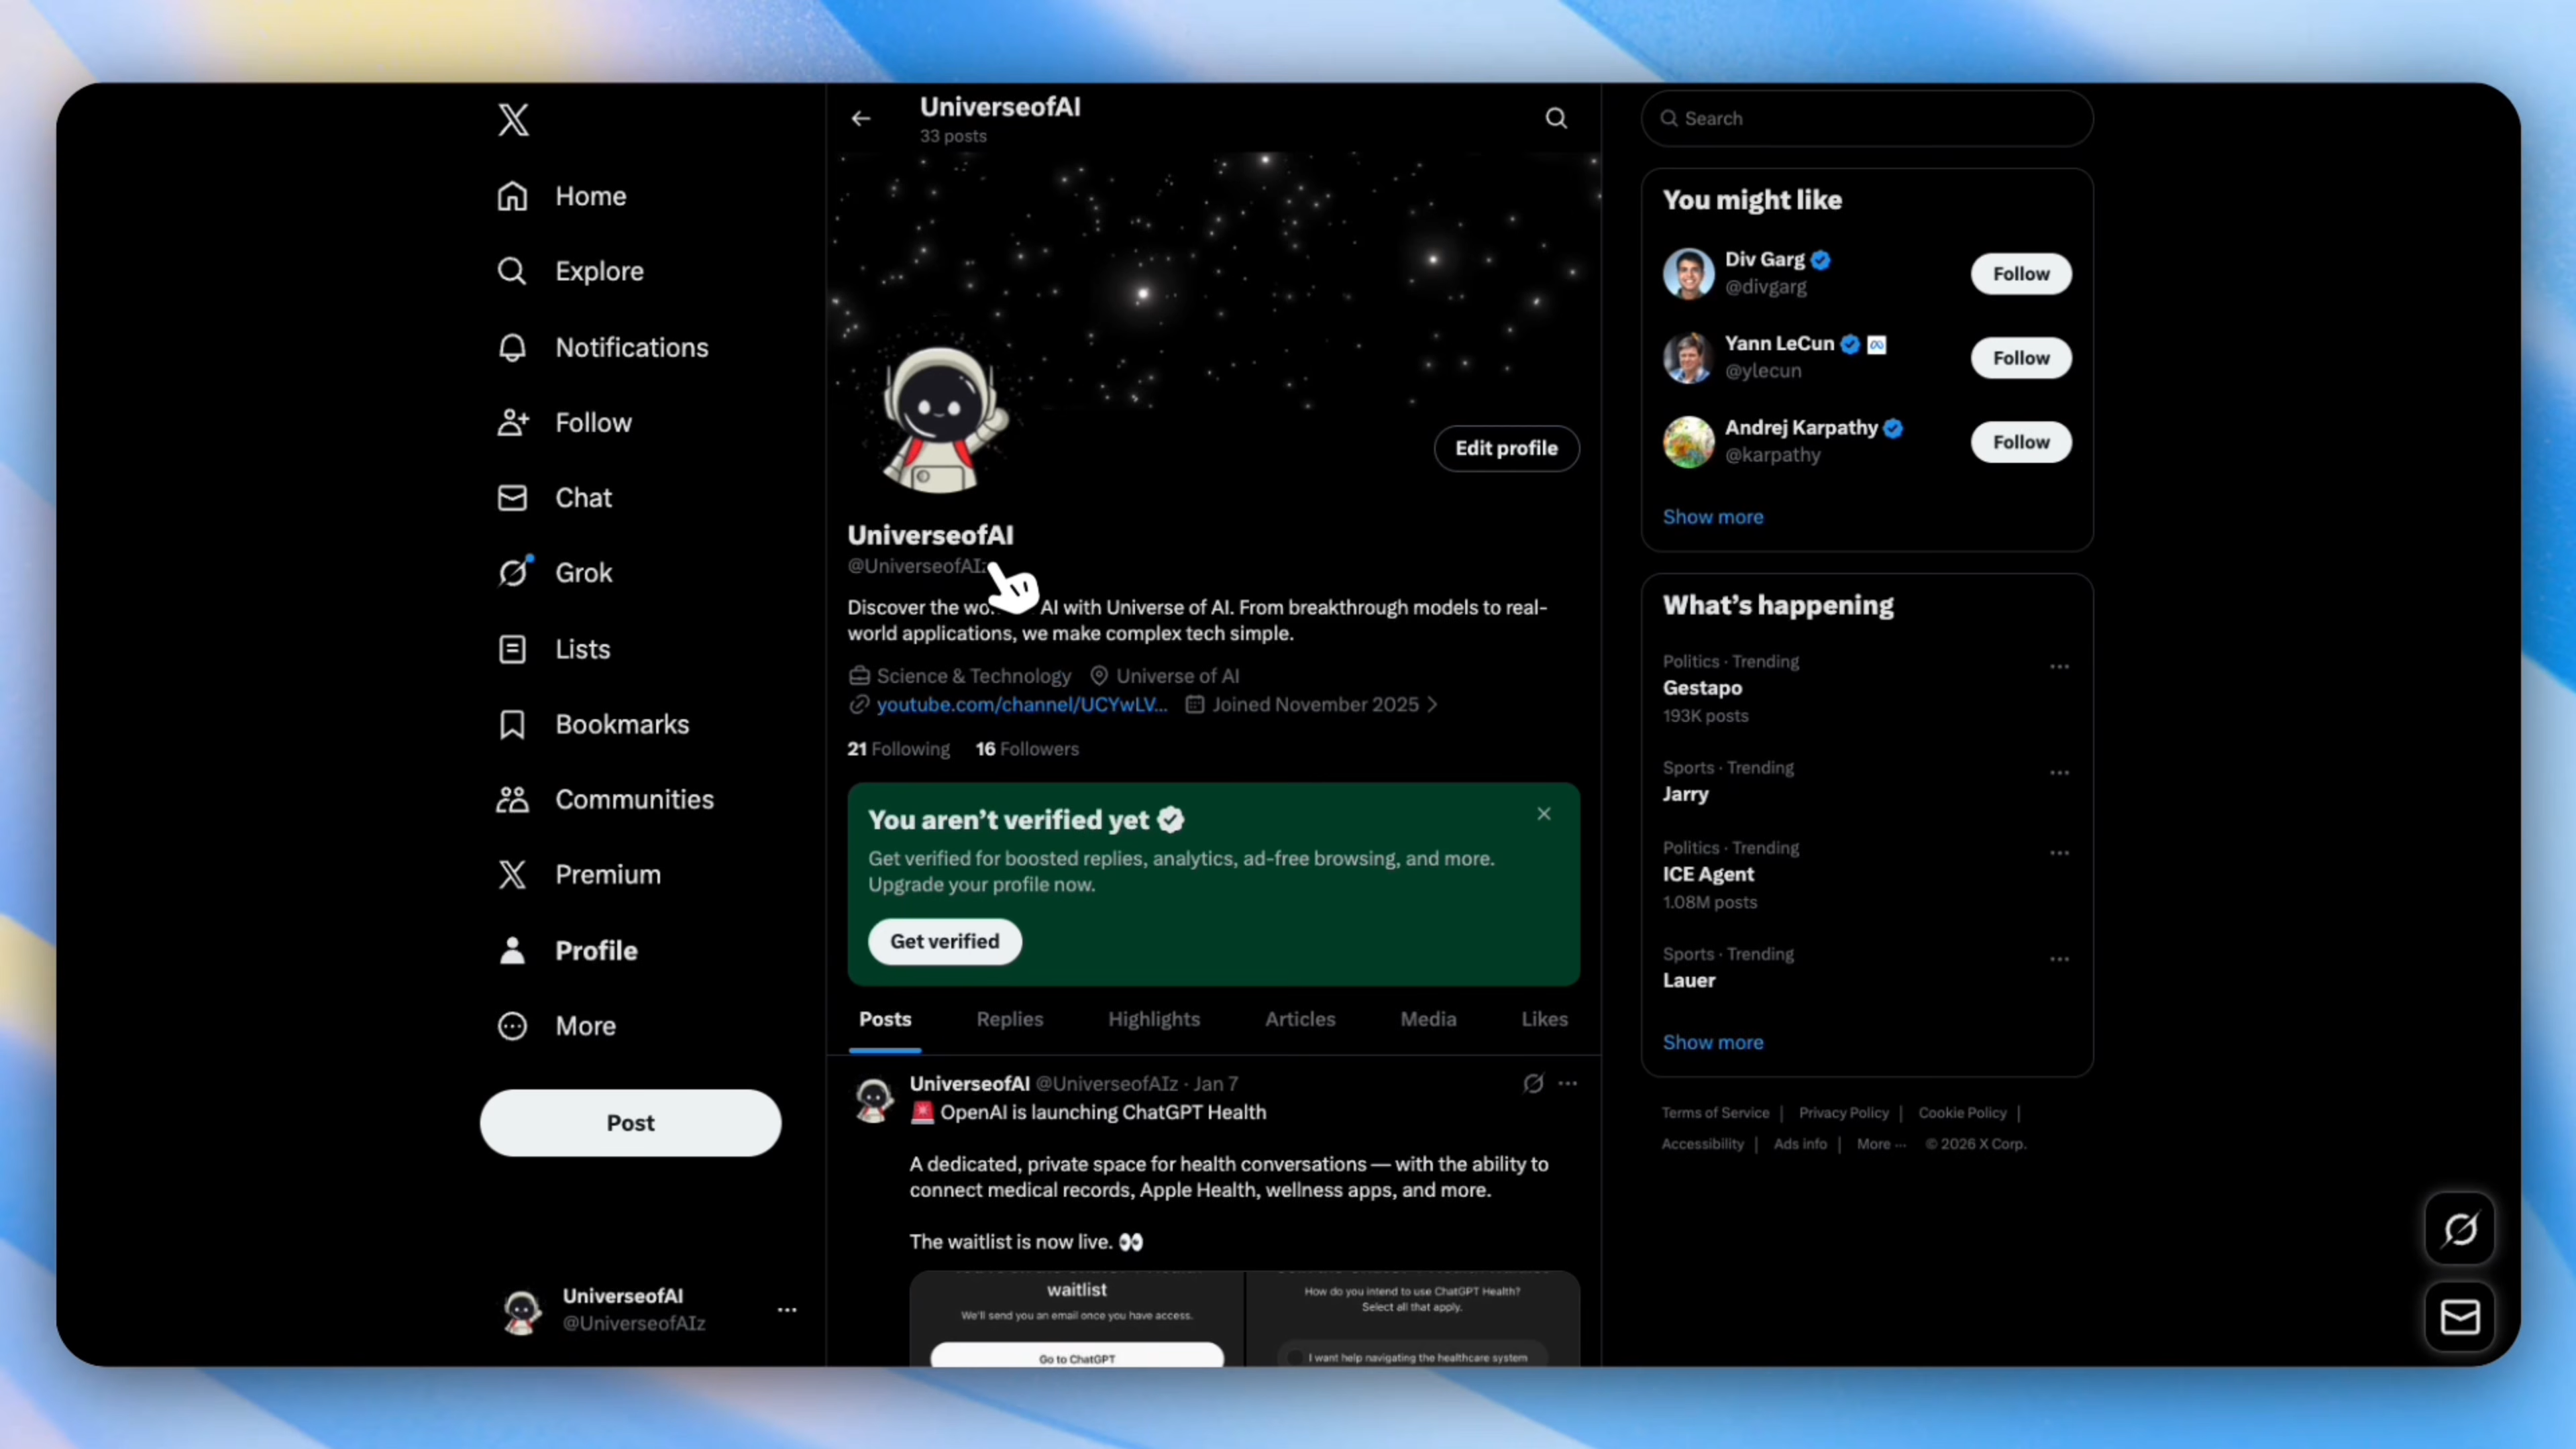 Home
Explore
Notifications
Follow
Chat
Grok
Lists
Bookmarks
Communities
Premium
Profile
More
Post
UniverseofAI
@UniverseofAIz
UniverseofAI
33 posts
Edit profile
UniverseofAI
@UniverseofAI
Discover the AI with Universe of AI. From breakthrough models to real-
world applications, we make complex tech simple.
Science & Technology Universe of AI
youtube.com/channel/UCYwLV... Joined November 2025
21 Following 16 Followers
You aren't verified yet
Get verified for boosted replies, analytics, ad-free browsing, and more.
Upgrade your profile now.
Get verified
Posts Replies Highlights Articles Media Likes
UniverseofAI @UniverseofAIz · Jan 7
🚨 OpenAI is launching ChatGPT Health
A dedicated, private space for health conversations — with the ability to
connect medical records, Apple Health, wellness apps, and more.
The waitlist is now live. 👀
waitlist
We'll send you an email once you have access.
Go to ChatGPT
How do you intend to use ChatGPT Health?
Select all that apply.
I want help navigating the healthcare system
Search
You might like
Div Garg
@divgarg
Follow
Yann LeCun
@ylecun
Follow
Andrej Karpathy
@karpathy
Follow
Show more
What's happening
Politics · Trending
Gestapo
193K posts
Sports · Trending
Jarry
Politics · Trending
ICE Agent
1.08M posts
Sports · Trending
Lauer
Show more
Terms of Service | Privacy Policy | Cookie Policy |
Accessibility | Ads info | More ··· © 2026 X Corp.